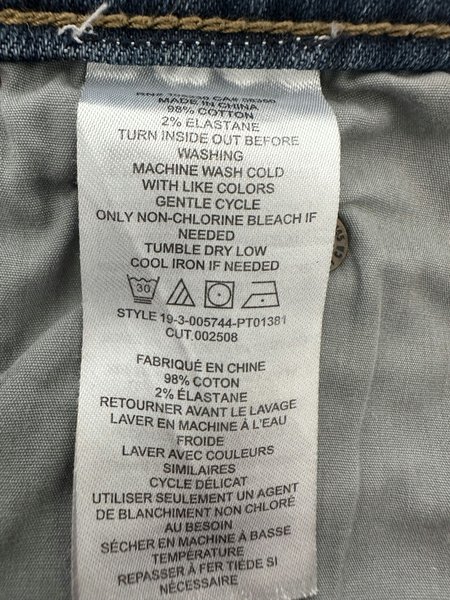 MADE IN CHINA
98% COTTON
2% ELASTANE
TURN INSIDE OUT BEFORE
WASHING
MACHINE WASH COLD
WITH LIKE COLORS
GENTLE CYCLE
ONLY NON-CHLORINE BLEACH IF
NEEDED
TUMBLE DRY LOW
COOL IRON IF NEEDED
30
STYLE 19-3-005744-PT01381
CUT.002508
FABRIQUÉ EN CHINE
98% COTON
2% ÉLASTANE
RETOURNER AVANT LE LAVAGE
LAVER EN MACHINE À L'EAU
FROIDE
LAVER AVEC COULEURS
SIMILAIRES
CYCLE DÉLICAT
UTILISER SEULEMENT UN AGENT
DE BLANCHIMENT NON CHLORÉ
AU BESOIN
SÉCHER EN MACHINE À BASSE
TEMPÉRATURE
REPASSER À FER TIÈDE SI
NÉCESSAIRE